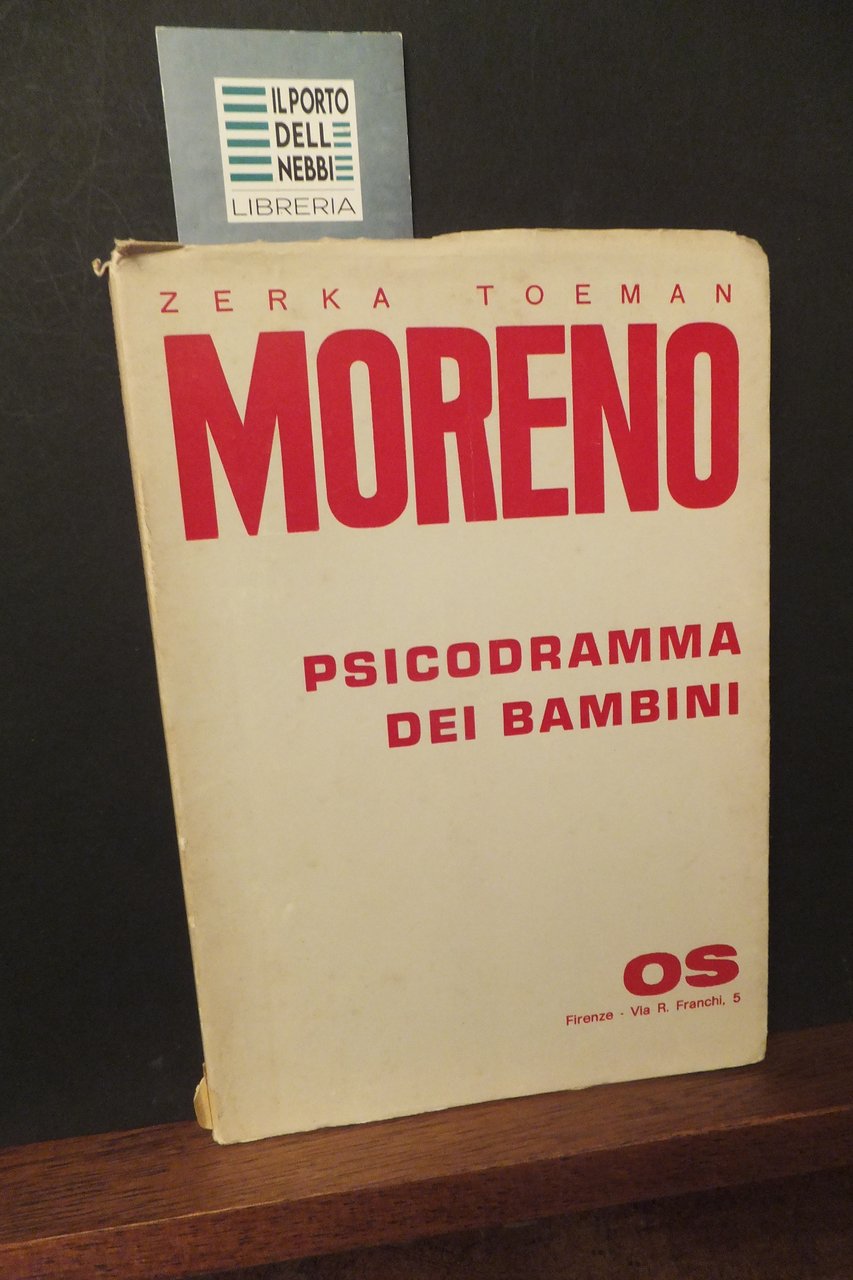 IL PORTO
DELLE
NEBBIE
LIBRERIA
ZERKA TOEMAN
MORENO
PSICODRAMMA
DEI BAMBINI
OS
Firenze - Via R. Franchi, 5